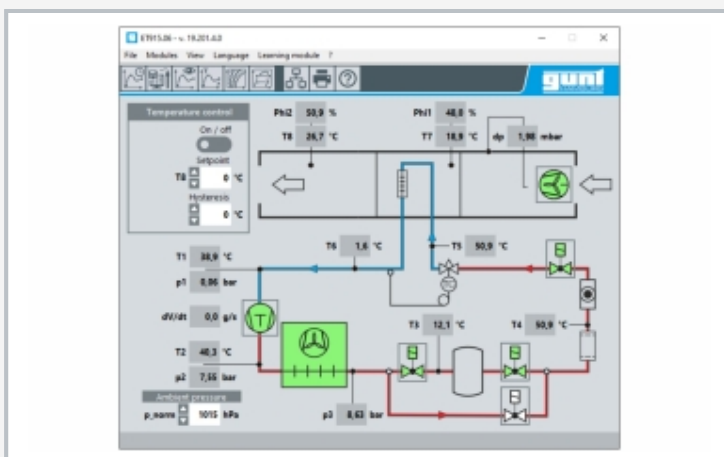 ET915.06 - v. 19.201.4.0
File Modules View Language Learning module ?
gunt
Temperature control
On / off
Setpoint
T8 0 °C
Hysteresis
0 °C
Phi2 50,9 %
Phi1 48,8 %
T8 26,7 °C
T7 18,9 °C
dp 1,98 mbar
T6 1,6 °C
T5 50,9 °C
T1 38,9 °C
p1 0,86 bar
dV/dt 0,0 g/s
T3 12,1 °C
T4 50,9 °C
T2 40,3 °C
p2 7,55 bar
Ambient pressure
p_norm 1015 hPa
p3 8,63 bar